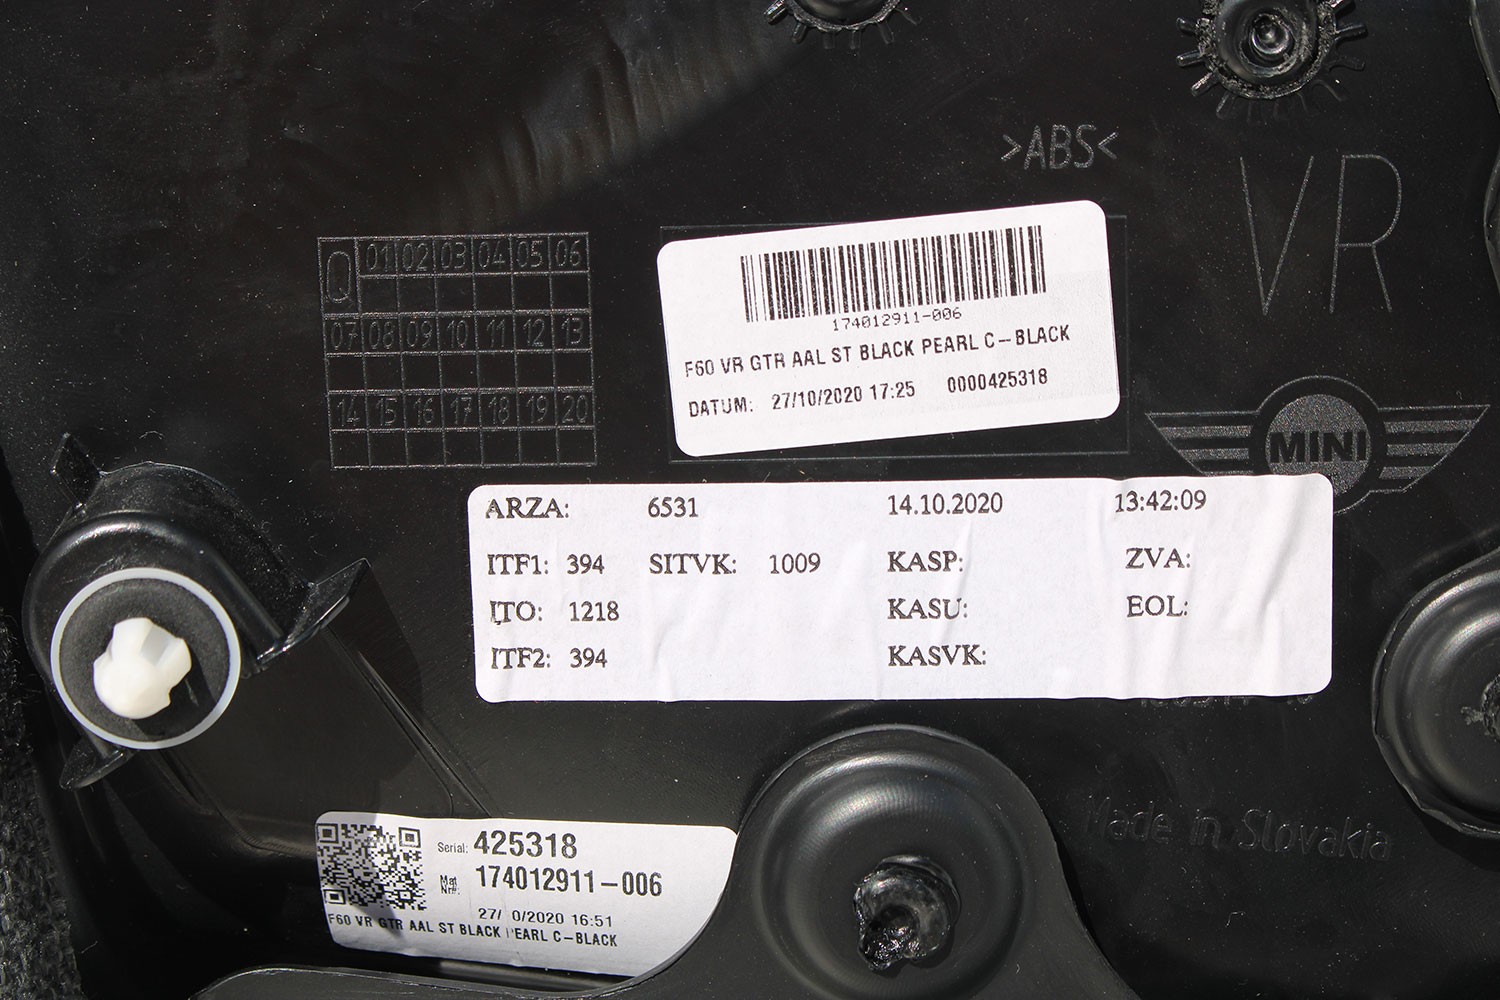 >ABS<
VR
Q 01 02 03 04 05 06
07 08 09 10 11 12 13
14 15 16 17 18 19 20
174012911-006
F60 VR GTR AAL ST BLACK PEARL C-BLACK
DATUM: 27/10/2020 17:25 0000425318
MINI
ARZA: 6531 14.10.2020 13:42:09
ITF1: 394 SITVK: 1009 KASP: ZVA:
ITO: 1218 KASU: EOL:
ITF2: 394 KASVK:
Made in Slovakia
Serial: 425318
Mat Nr#: 174012911-006
27/ 0/2020 16:51
F60 VR GTR AAL ST BLACK PEARL C-BLACK